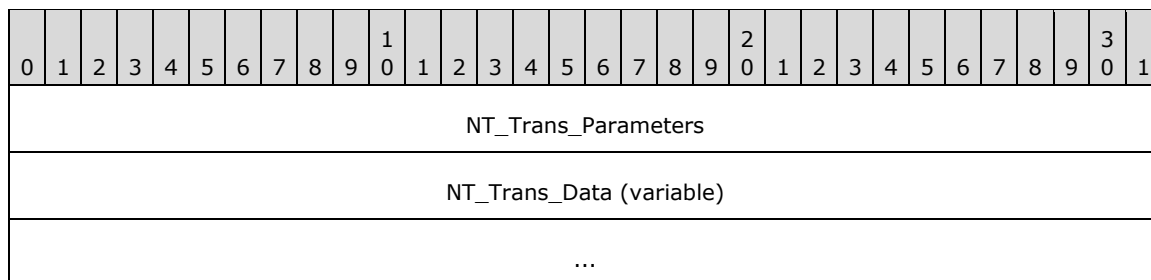 1 2 3
0 1 2 3 4 5 6 7 8 9 0 1 2 3 4 5 6 7 8 9 0 1 2 3 4 5 6 7 8 9 0 1
NT_Trans_Parameters
NT_Trans_Data (variable)
...